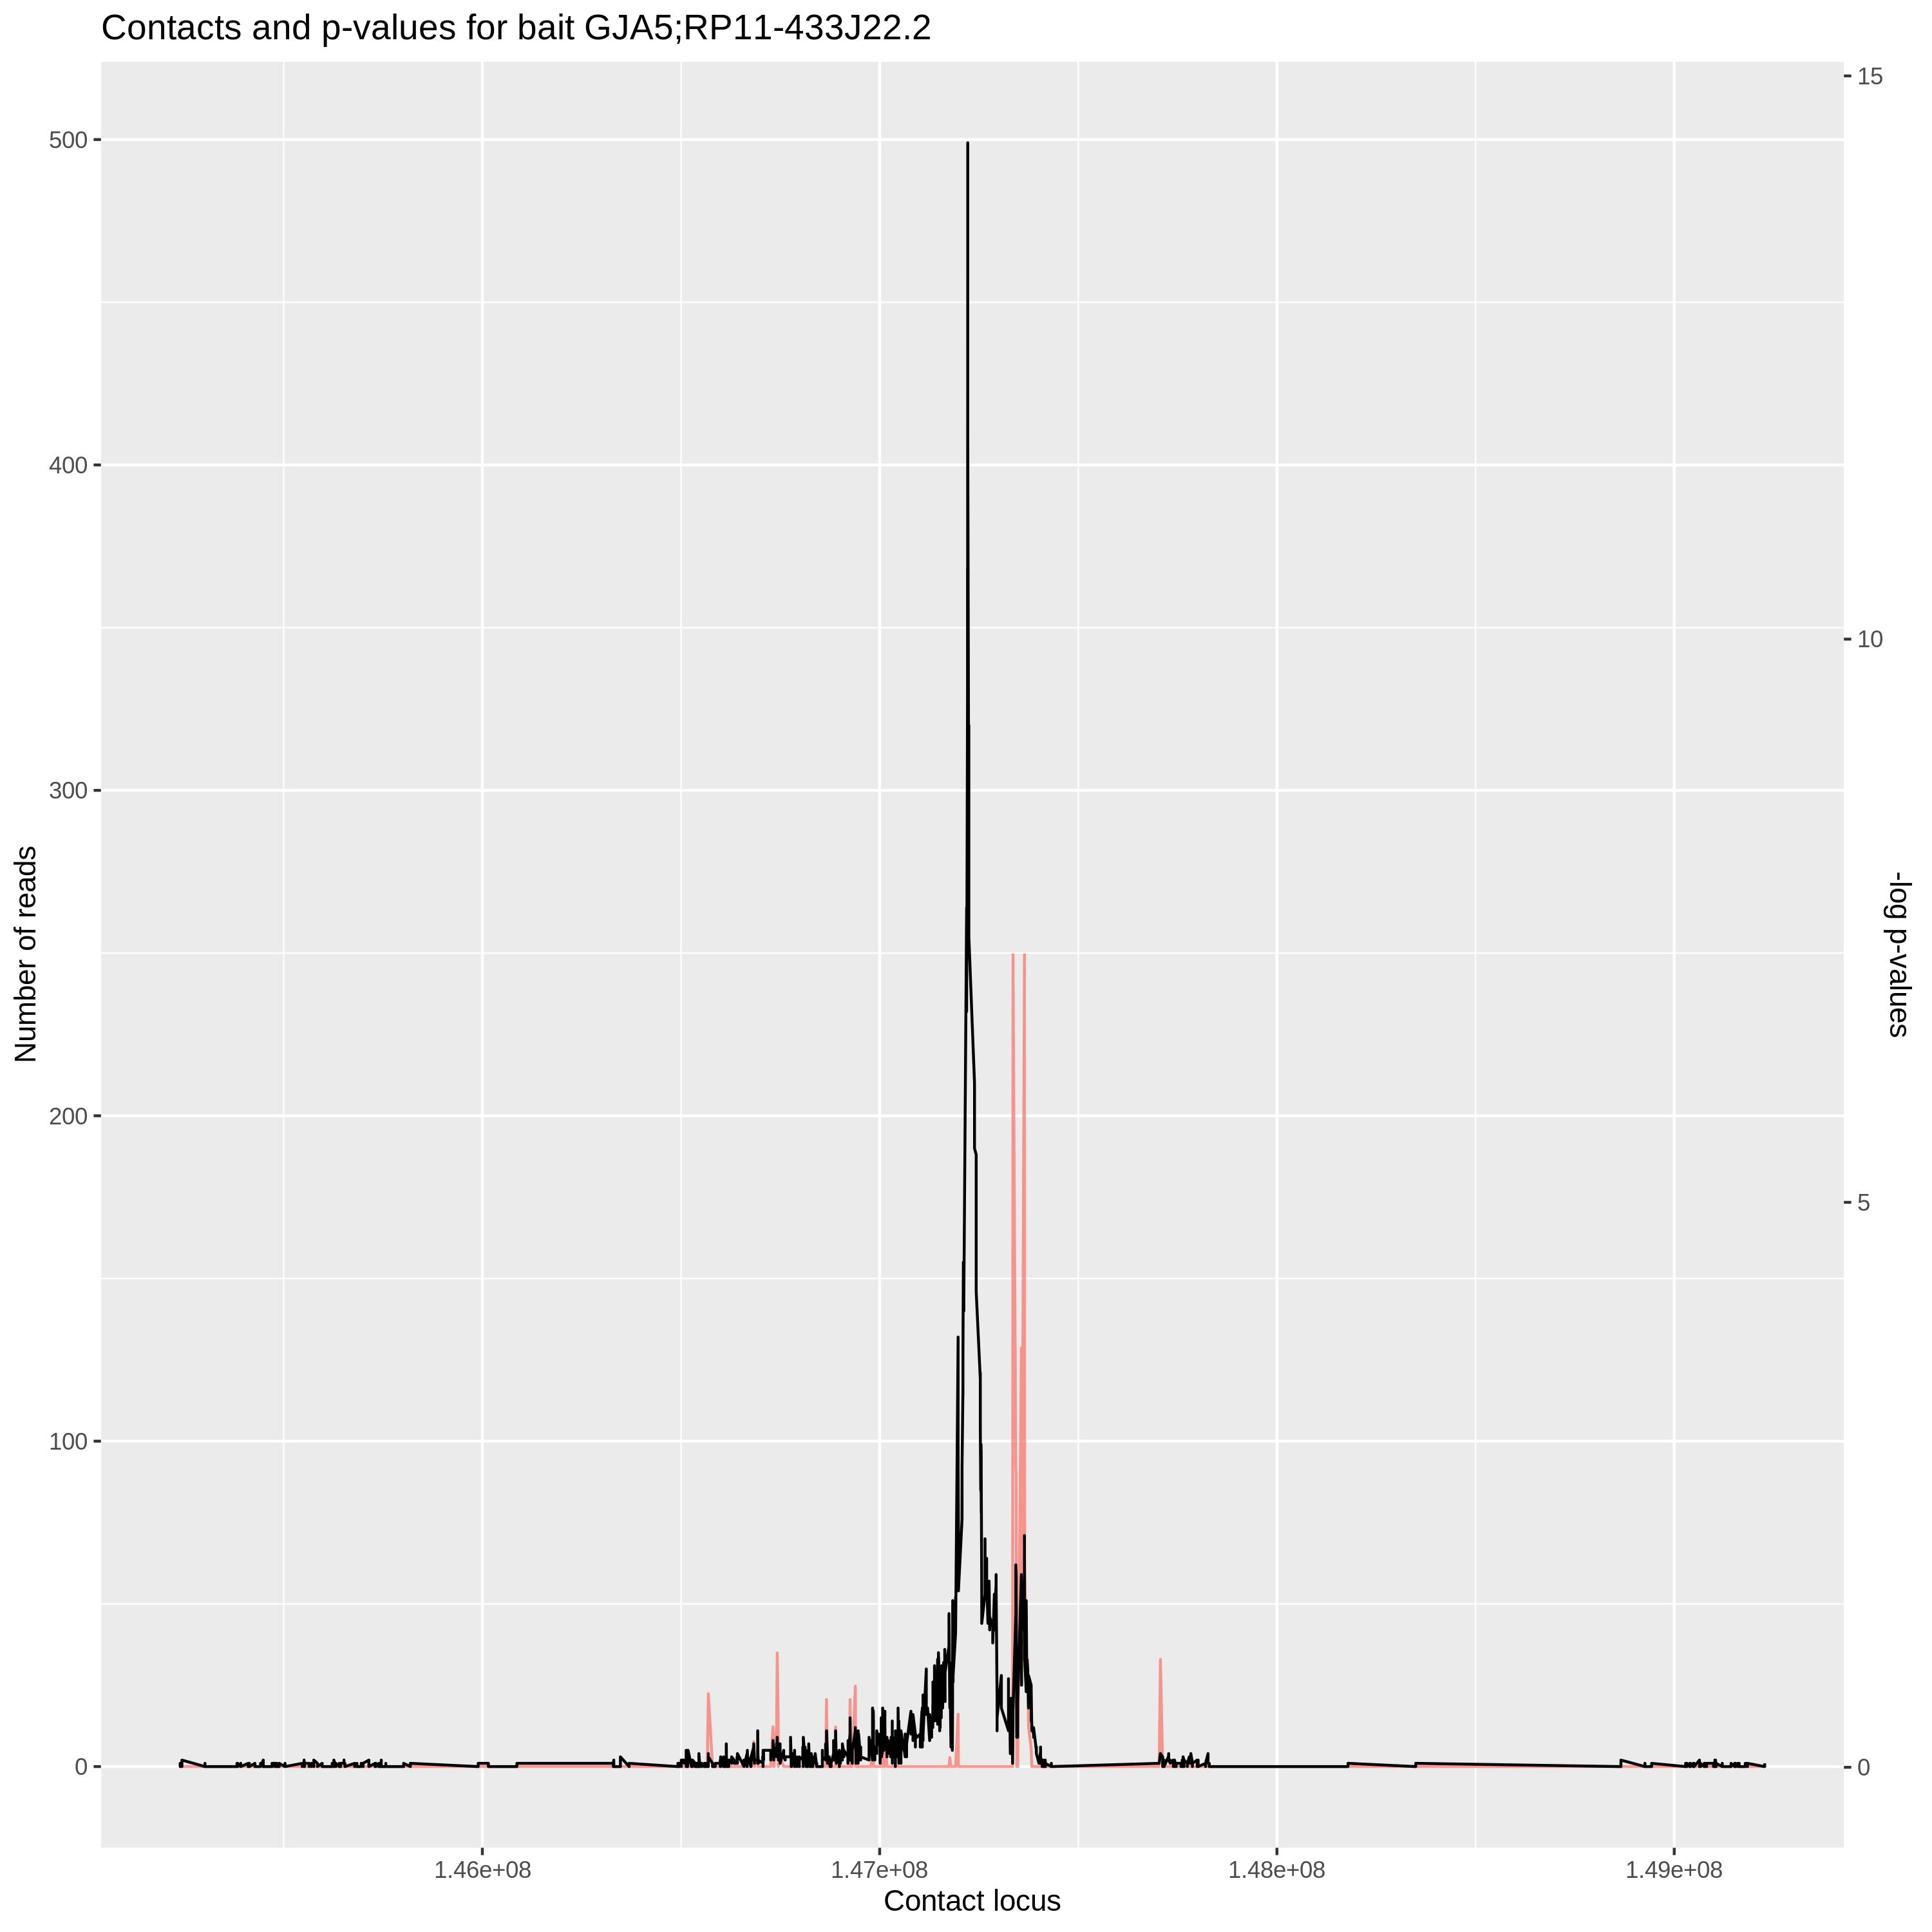 Contacts and p-values for bait GJA5;RP11-433J22.2
15
500
400
10
300
Number of reads
-log p-values
200
5
100
0
0
1.46e+08
1.47e+08
1.48e+08
1.49e+08
Contact locus